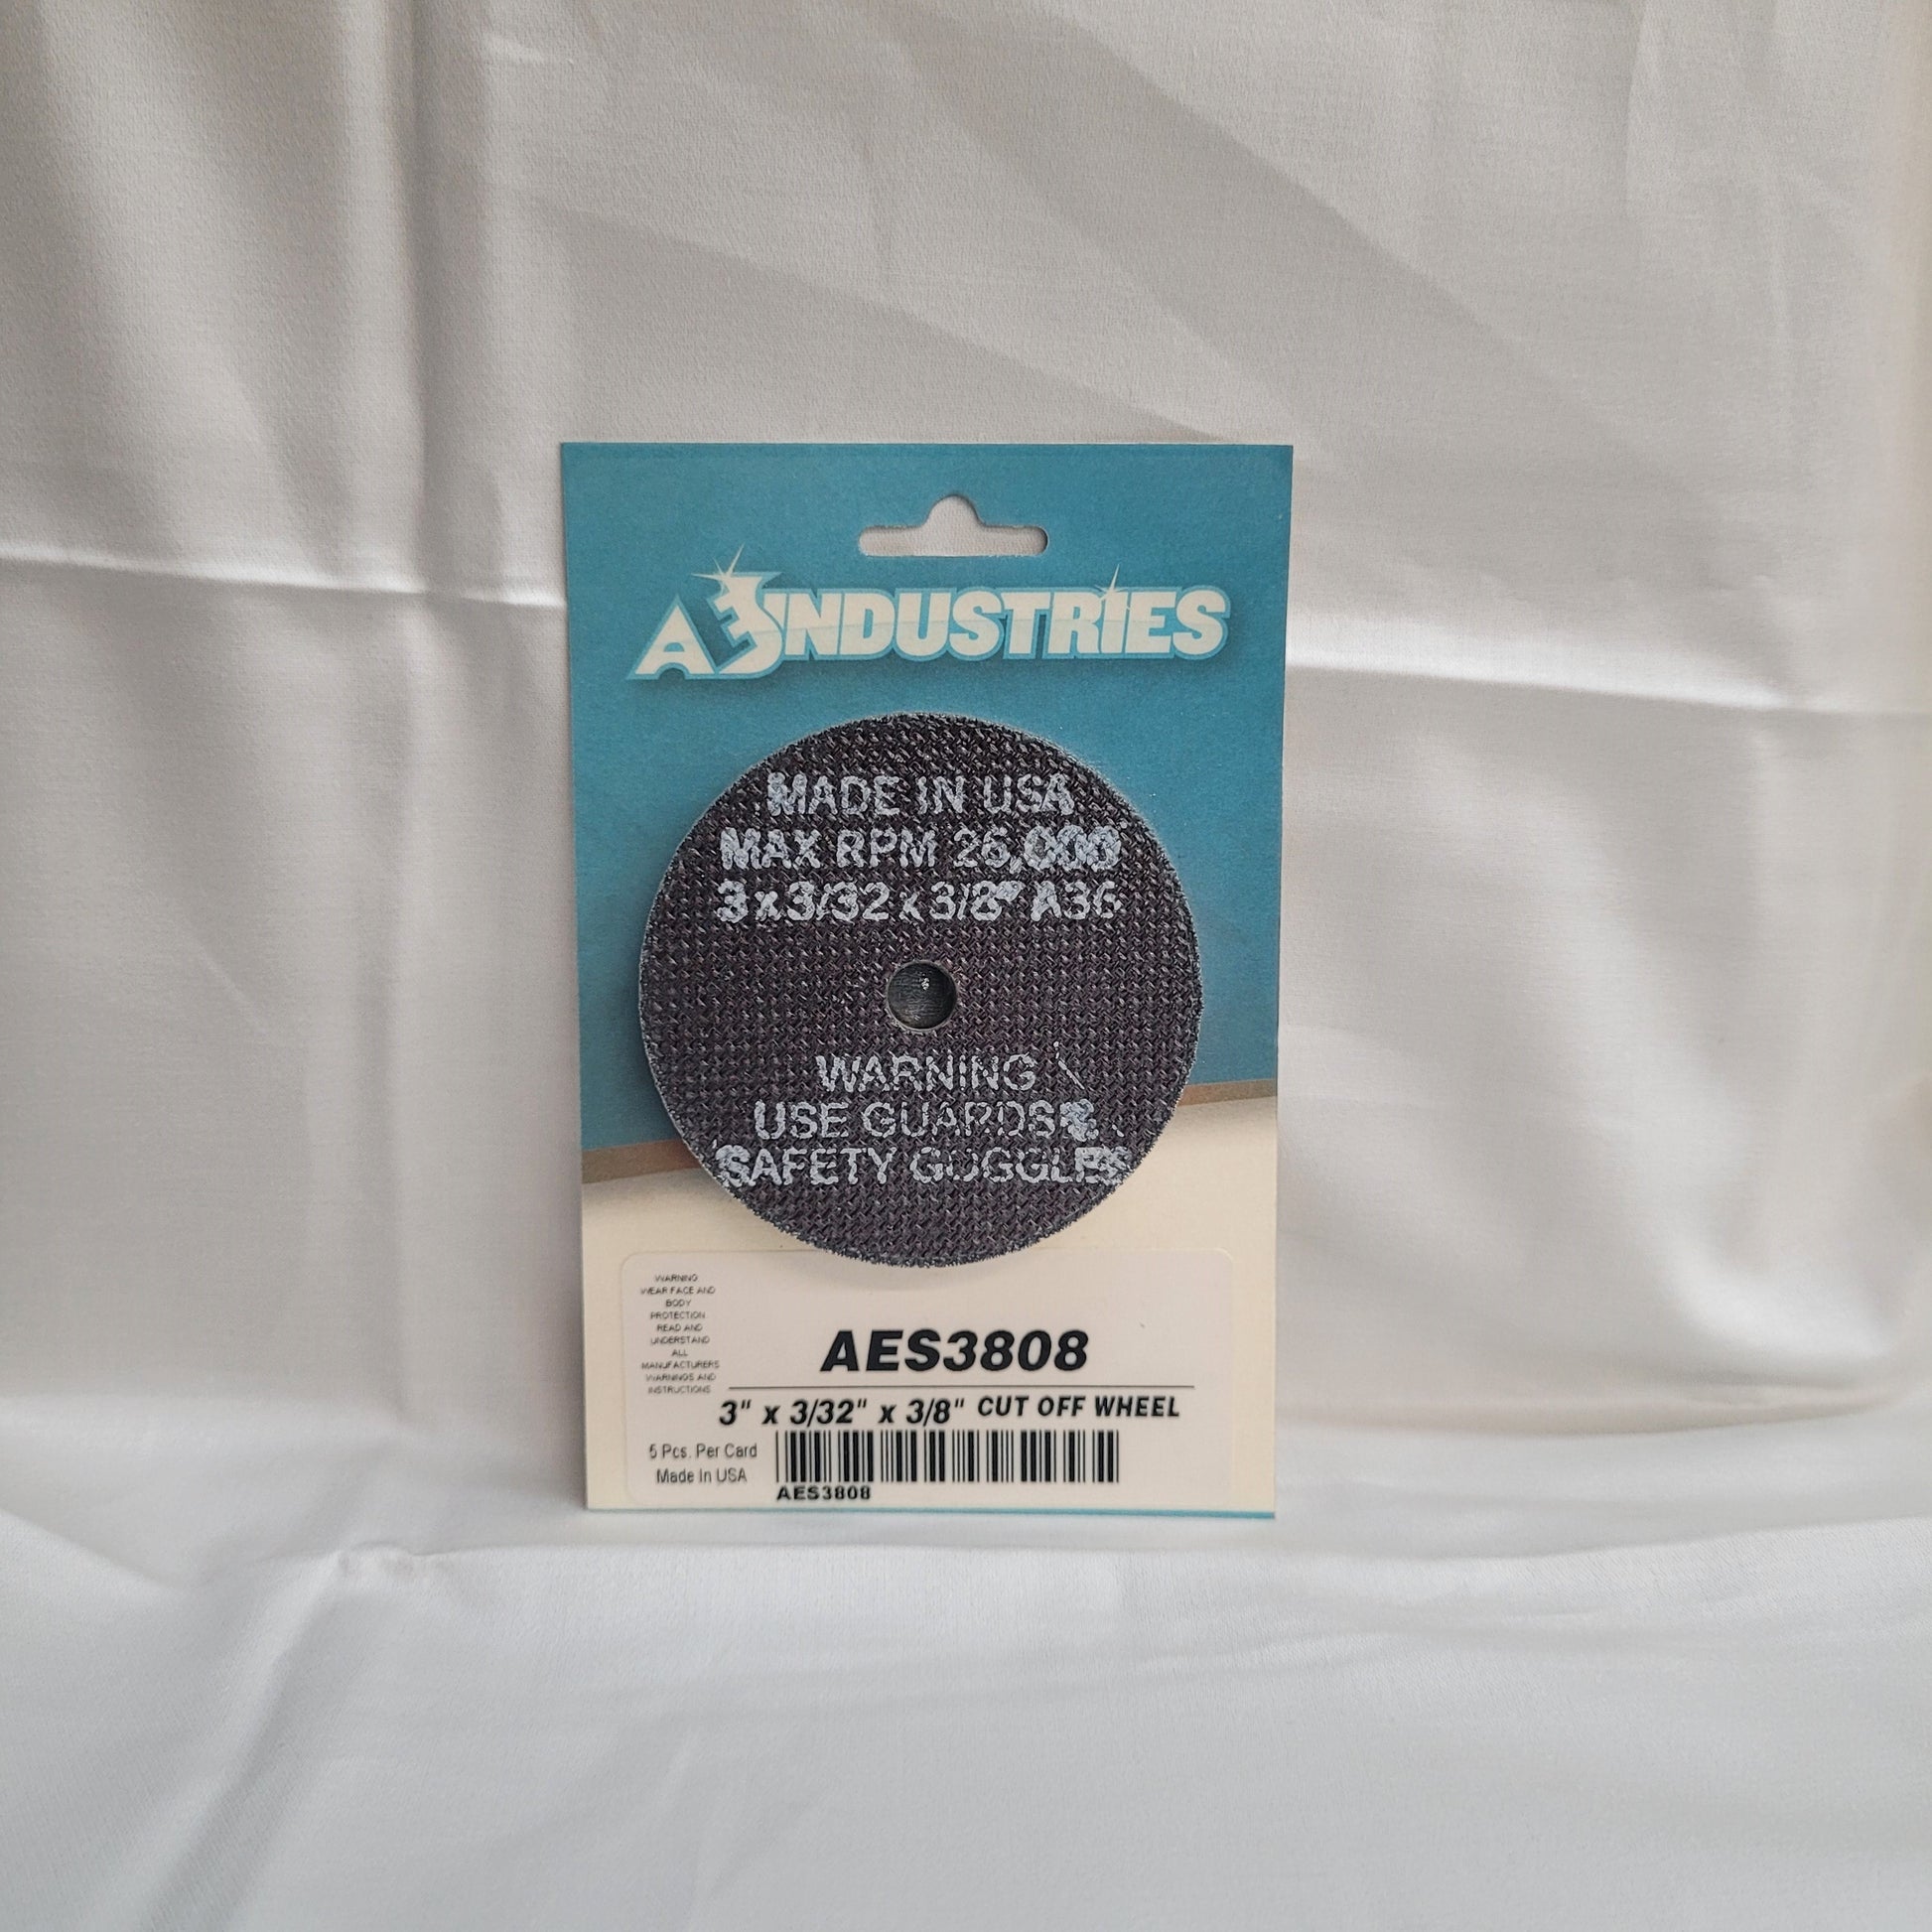 AES INDUSTRIES
MADE IN USA
MAX RPM 26,000
3 x 3/32 x 3/8" A36
WARNING
USE GUARDS &
SAFETY GOGGLES
WARNING
WEAR FACE AND
BODY
PROTECTION
READ AND
UNDERSTAND
ALL
MANUFACTURERS
WARNINGS AND
INSTRUCTIONS
AES3808
3" x 3/32" x 3/8" CUT OFF WHEEL
5 Pcs. Per Card
Made In USA
AES3808